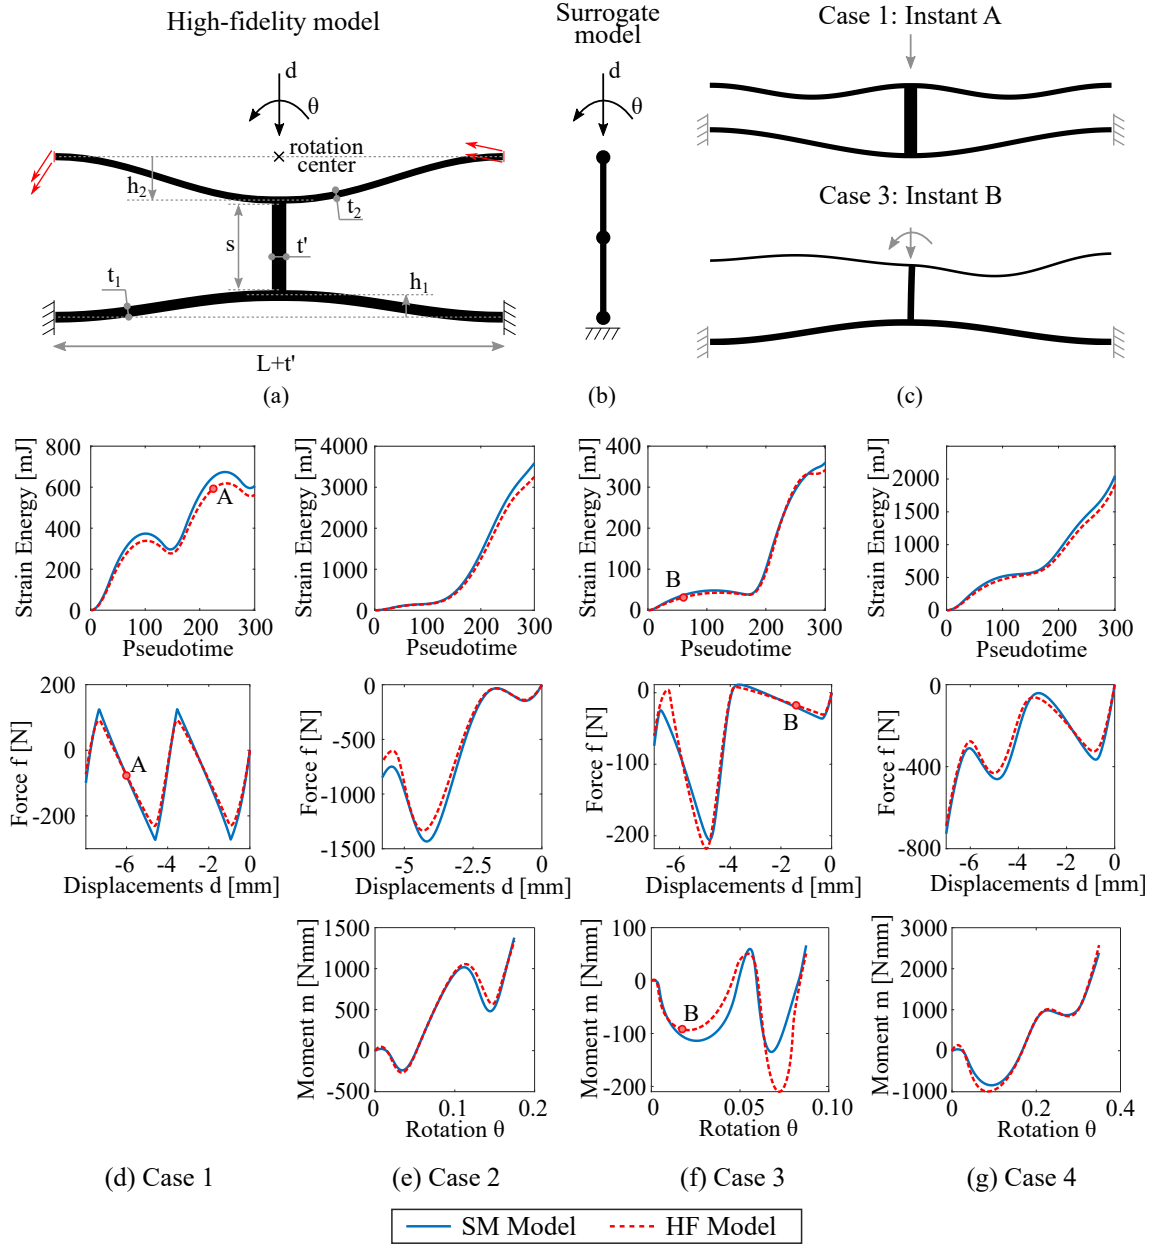 High-fidelity model
d
θ
rotation
center
h2
t2
s
t'
t1
h1
L+t'
(a)
Surrogate
model
d
θ
(b)
Case 1: Instant A
Case 3: Instant B
(c)
Strain Energy [mJ]
800
600
400
200
0
A
0
100
200
300
Pseudotime
Strain Energy [mJ]
4000
3000
2000
1000
0
0
100
200
300
Pseudotime
Strain Energy [mJ]
400
300
200
100
0
B
0
100
200
300
Pseudotime
Strain Energy [mJ]
2000
1500
1000
500
0
0
100
200
300
Pseudotime
Force f [N]
200
0
-200
A
-6
-4
-2
0
Displacements d [mm]
Force f [N]
0
-500
-1000
-1500
-5
-2.5
0
Displacements d [mm]
Force f [N]
0
-100
-200
B
-6
-4
-2
0
Displacements d [mm]
Force f [N]
0
-400
-800
-6
-4
-2
0
Displacements d [mm]
Moment m [Nmm]
1500
1000
500
0
-500
0
0.1
0.2
Rotation θ
Moment m [Nmm]
100
0
-100
-200
B
0
0.05
0.10
Rotation θ
Moment m [Nmm]
3000
2000
1000
0
-1000
0
0.2
0.4
Rotation θ
(d) Case 1
(e) Case 2
(f) Case 3
(g) Case 4
SM Model
HF Model